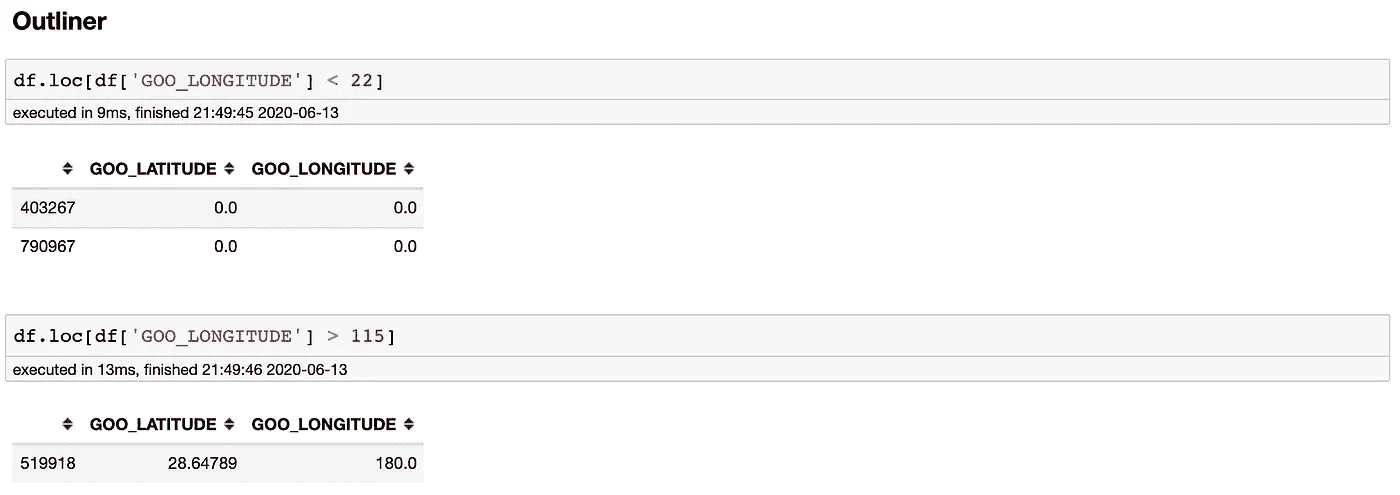 Outliner
df.loc[df['GOO_LONGITUDE'] < 22]
executed in 9ms, finished 21:49:45 2020-06-13
GOO_LATITUDE GOO_LONGITUDE
403267 0.0 0.0
790967 0.0 0.0
df.loc[df['GOO_LONGITUDE'] > 115]
executed in 13ms, finished 21:49:46 2020-06-13
GOO_LATITUDE GOO_LONGITUDE
519918 28.64789 180.0